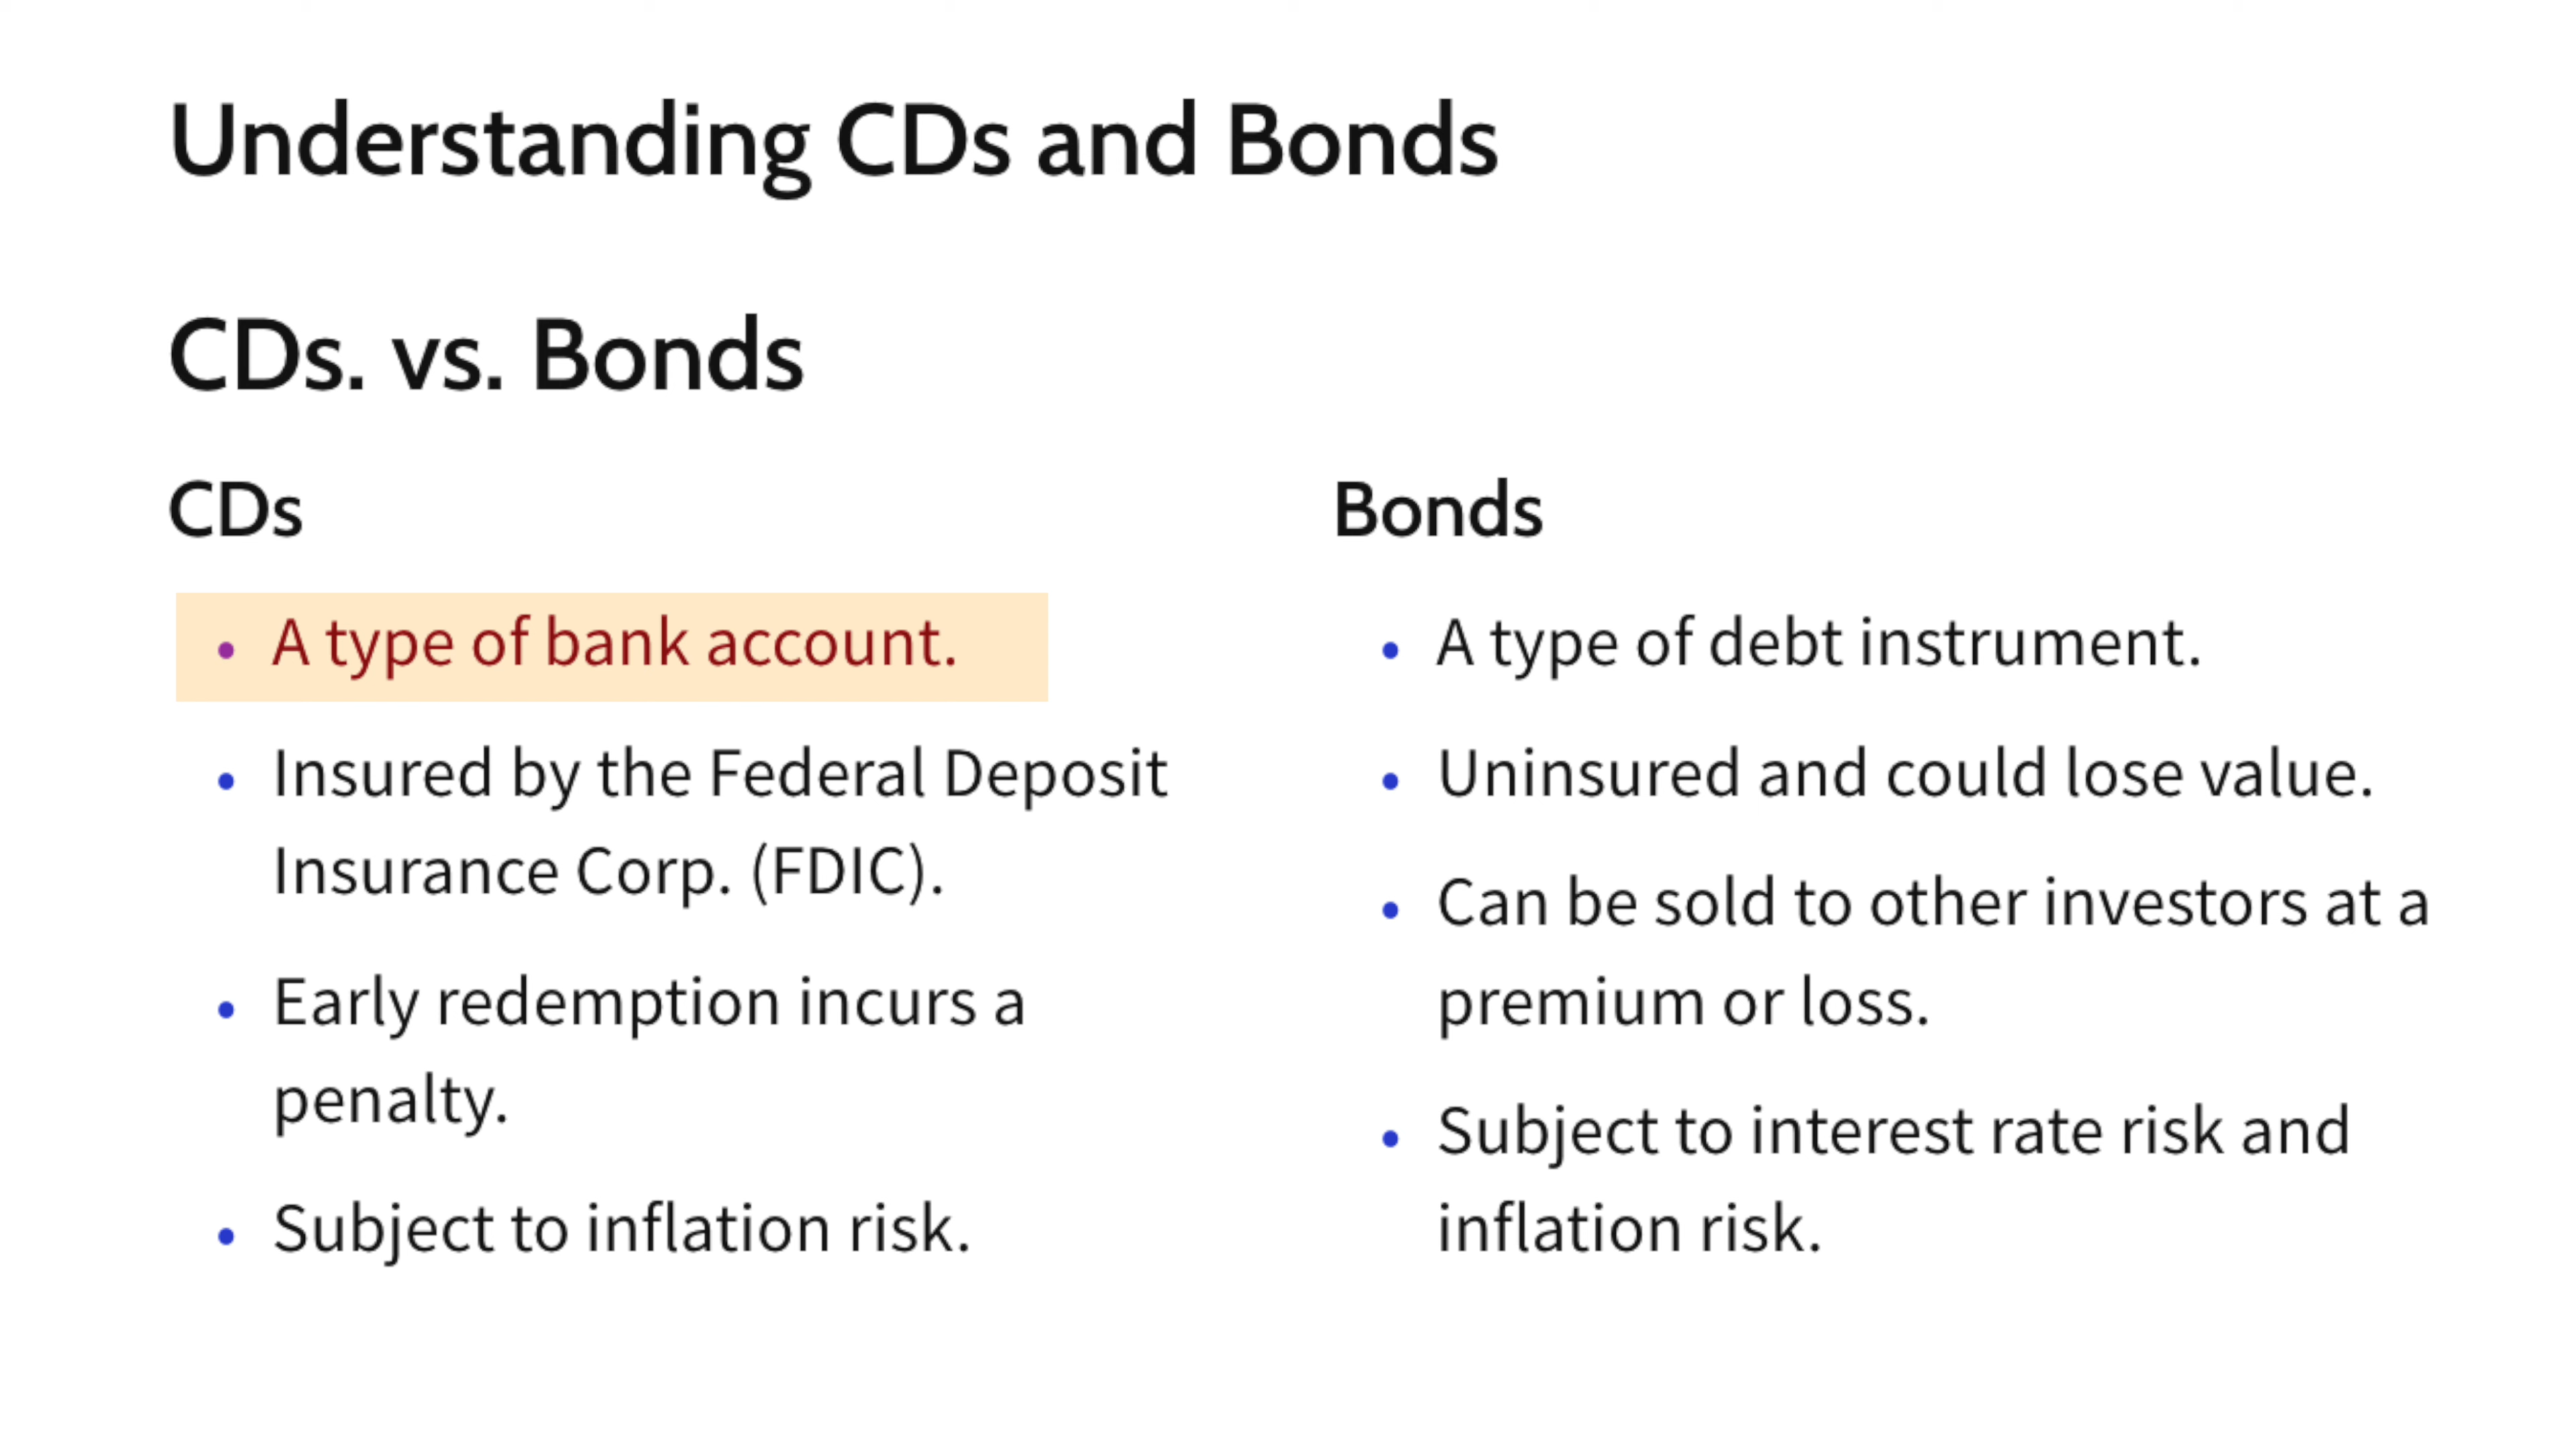 Understanding CDs and Bonds
CDs. vs. Bonds
CDs
• A type of bank account.
• Insured by the Federal Deposit
Insurance Corp. (FDIC).
• Early redemption incurs a
penalty.
• Subject to inflation risk.
Bonds
• A type of debt instrument.
• Uninsured and could lose value.
• Can be sold to other investors at a
premium or loss.
• Subject to interest rate risk and
inflation risk.